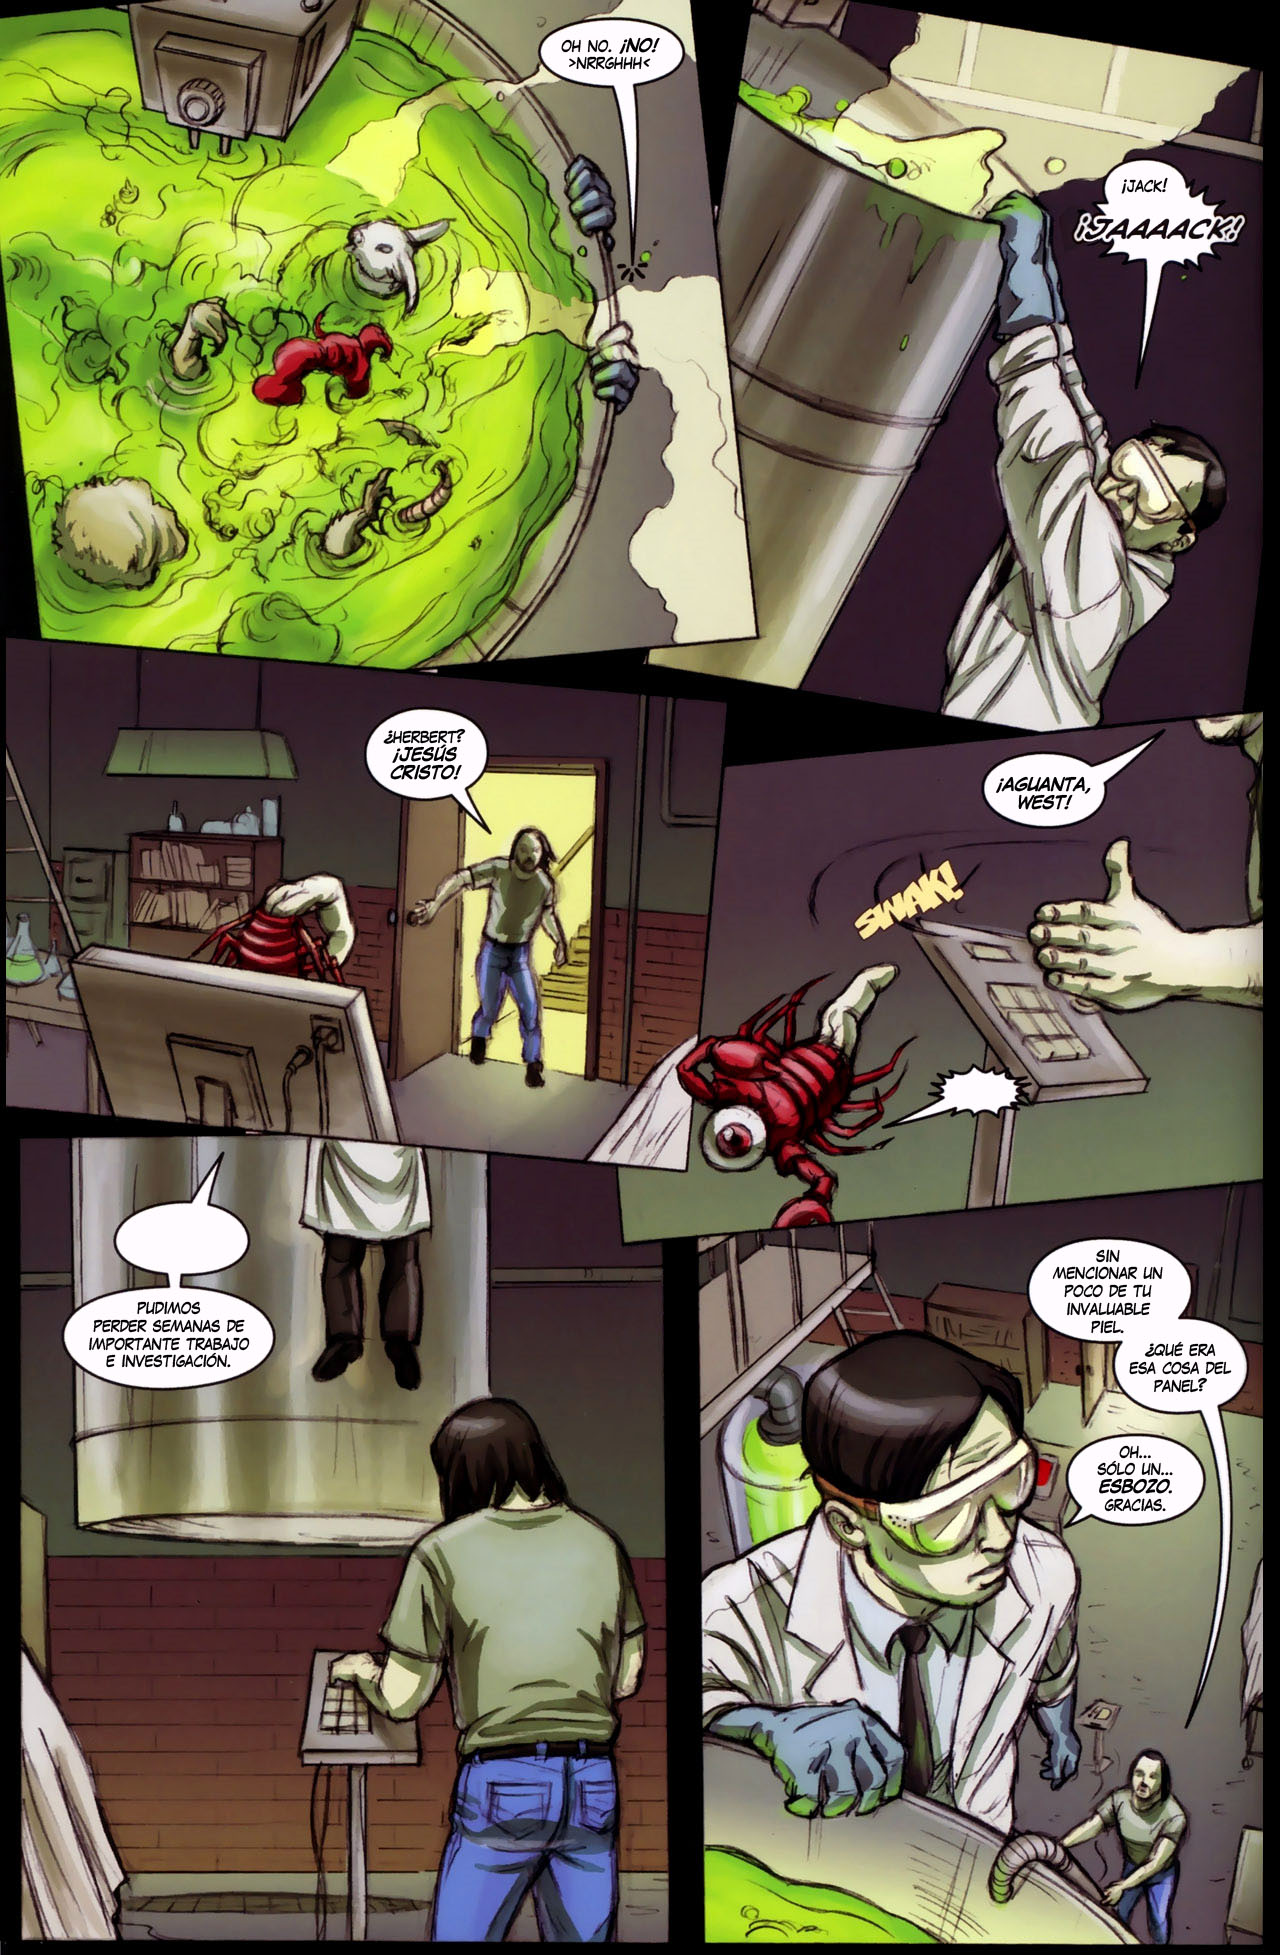 OH NO. ¡NO!
>NRRGHHH<
¡JACK!
¡JAAAACK!
¿HERBERT?
¡JESÚS
CRISTO!
¡AGUANTA,
WEST!
SWAK!
PUDIMOS
PERDER SEMANAS DE
IMPORTANTE TRABAJO
E INVESTIGACIÓN.
SIN
MENCIONAR UN
POCO DE TU
INVALUABLE
PIEL.
¿QUÉ ERA
ESA COSA DEL
PANEL?
OH...
SÓLO UN...
ESBOZO.
GRACIAS.